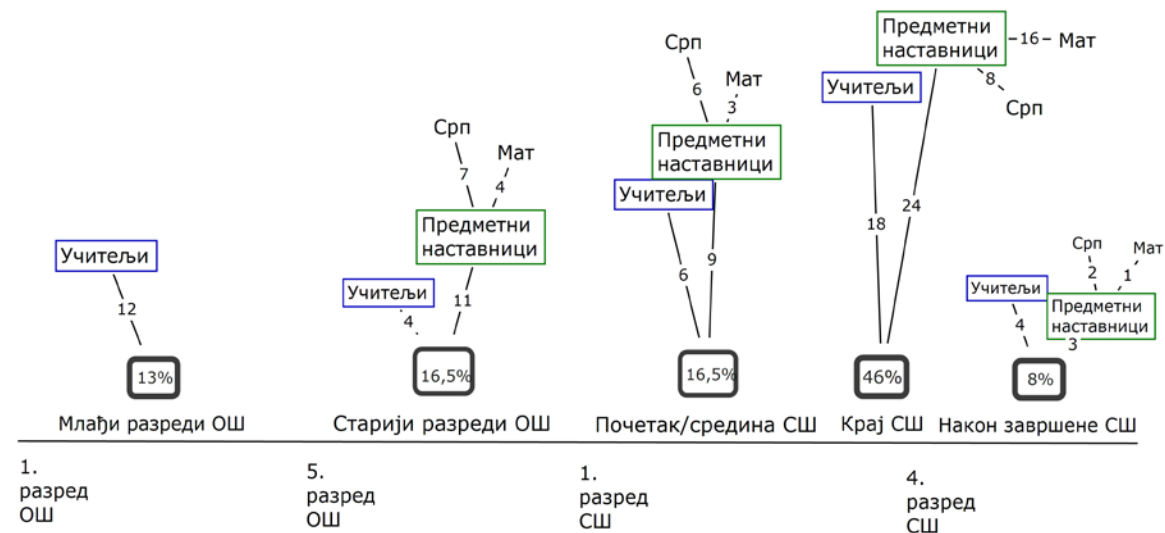 Предметни
наставници
16
Мат
8
Срп
Учитељи
18
24
Срп
6
Мат
3
Предметни
наставници
Учитељи
6
9
Срп
7
Мат
4
Предметни
наставници
Учитељи
4
11
Учитељи
12
Срп
2
Мат
1
Учитељи
4
Предметни
наставници
3
13%
16,5%
16,5%
46%
8%
Млађи разреди ОШ
Старији разреди ОШ
Почетак/средина СШ
Крај СШ
Након завршене СШ
1.
разред
ОШ
5.
разред
ОШ
1.
разред
СШ
4.
разред
СШ